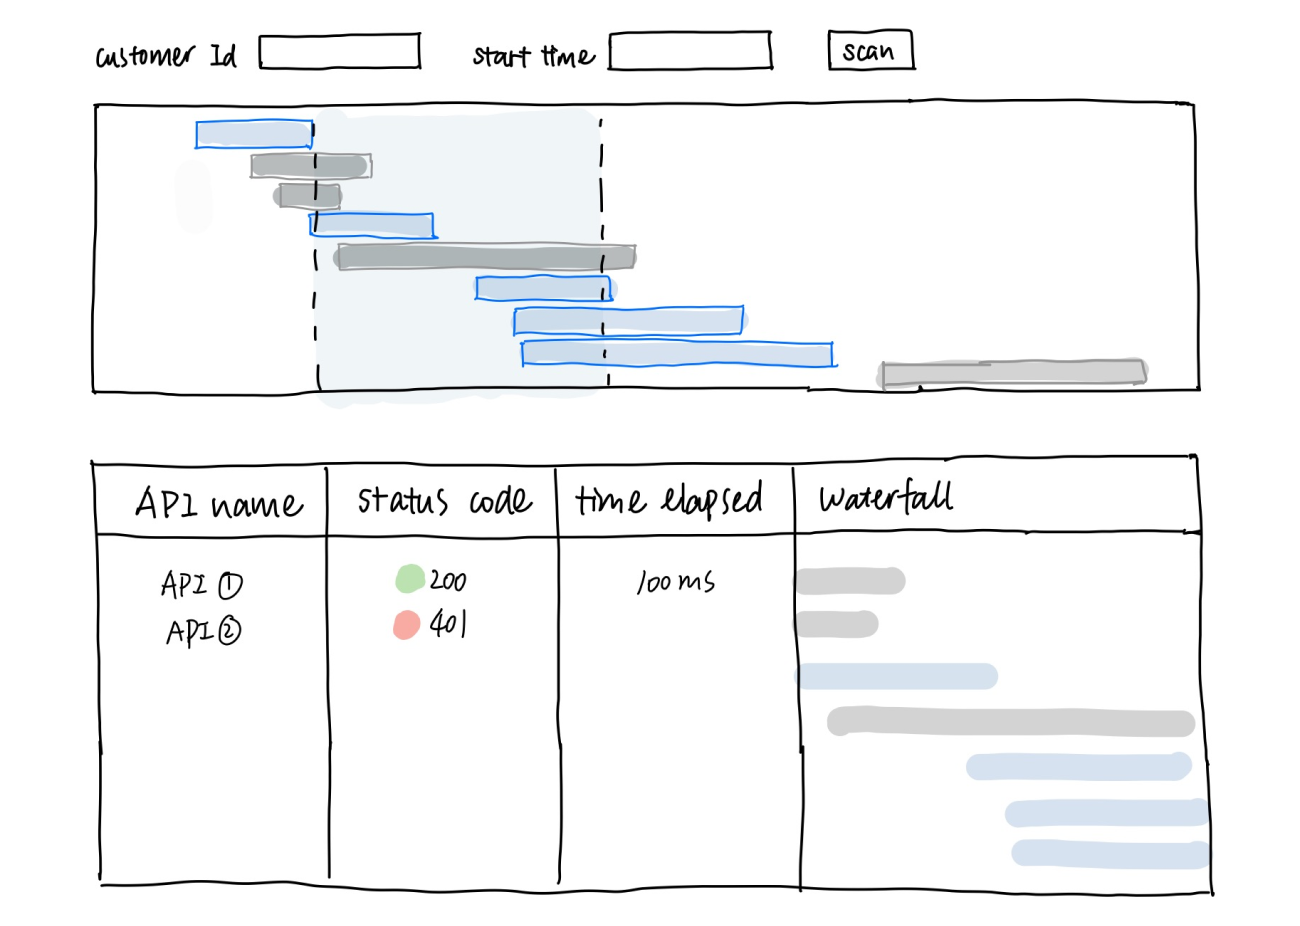 customer Id start time scan
API name status code time elapsed waterfall
API ① 200 100 ms
API ② 401